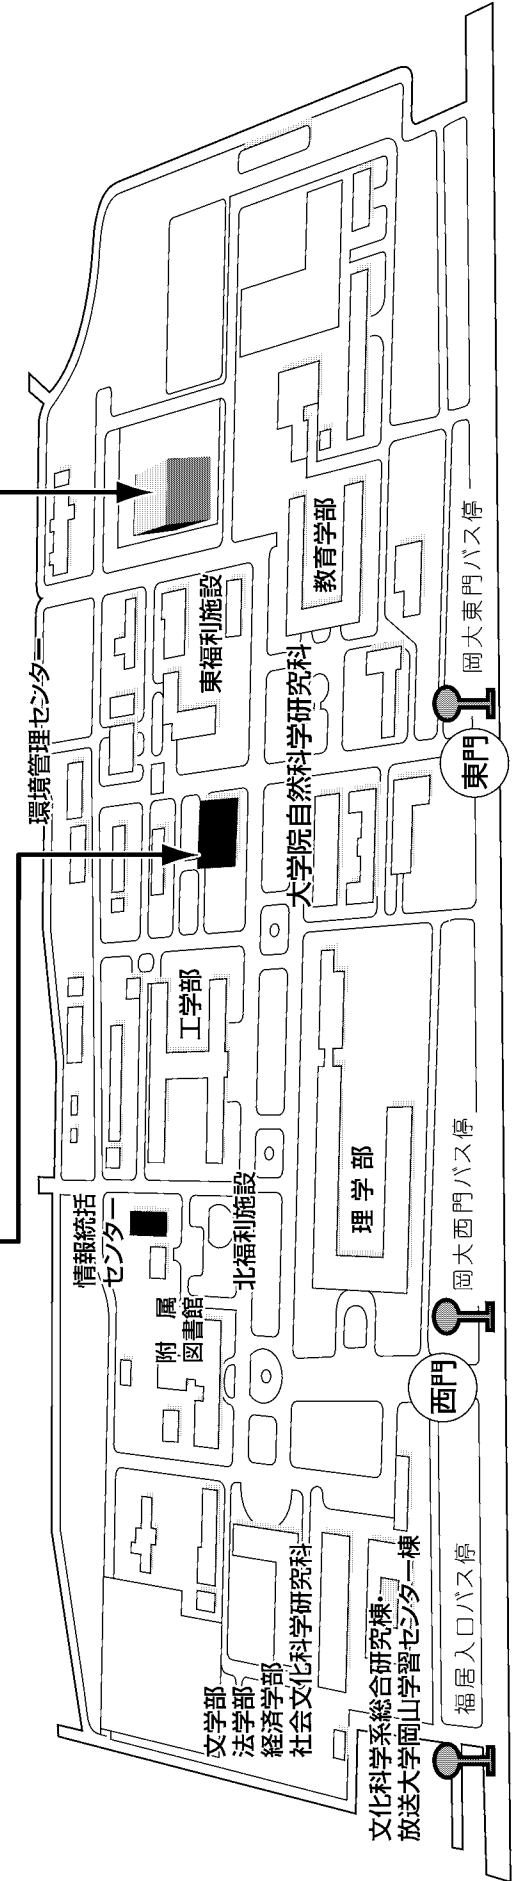 環境管理センター
東福利施設
教育学部
岡大東門バス停
東門
大学院自然科学研究科
工学部
情報統括
センター
北福利施設
附属
図書館
理学部
岡大西門バス停
西門
文学部
法学部
経済学部
社会文化科学研究科
文化科学系総合研究棟・
放送大学岡山学習センター棟
福居入口バス停